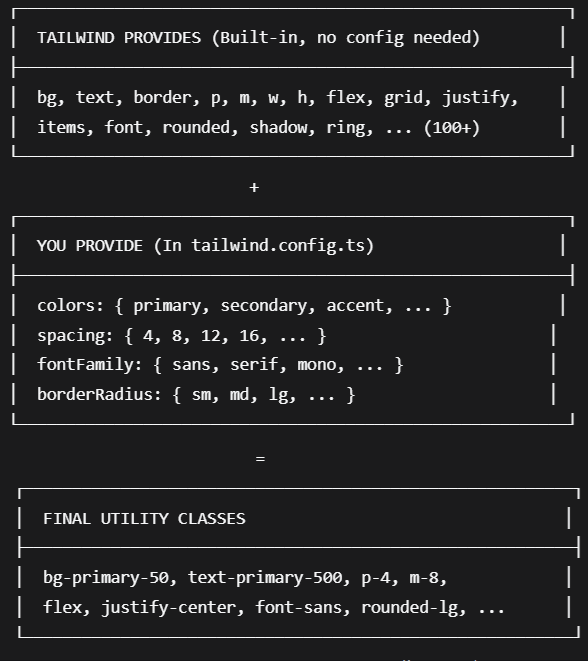 TAILWIND PROVIDES (Built-in, no config needed)
bg, text, border, p, m, w, h, flex, grid, justify,
items, font, rounded, shadow, ring, ... (100+)
+
YOU PROVIDE (In tailwind.config.ts)
colors: { primary, secondary, accent, ... }
spacing: { 4, 8, 12, 16, ... }
fontFamily: { sans, serif, mono, ... }
borderRadius: { sm, md, lg, ... }
=
FINAL UTILITY CLASSES
bg-primary-50, text-primary-500, p-4, m-8,
flex, justify-center, font-sans, rounded-lg, ...